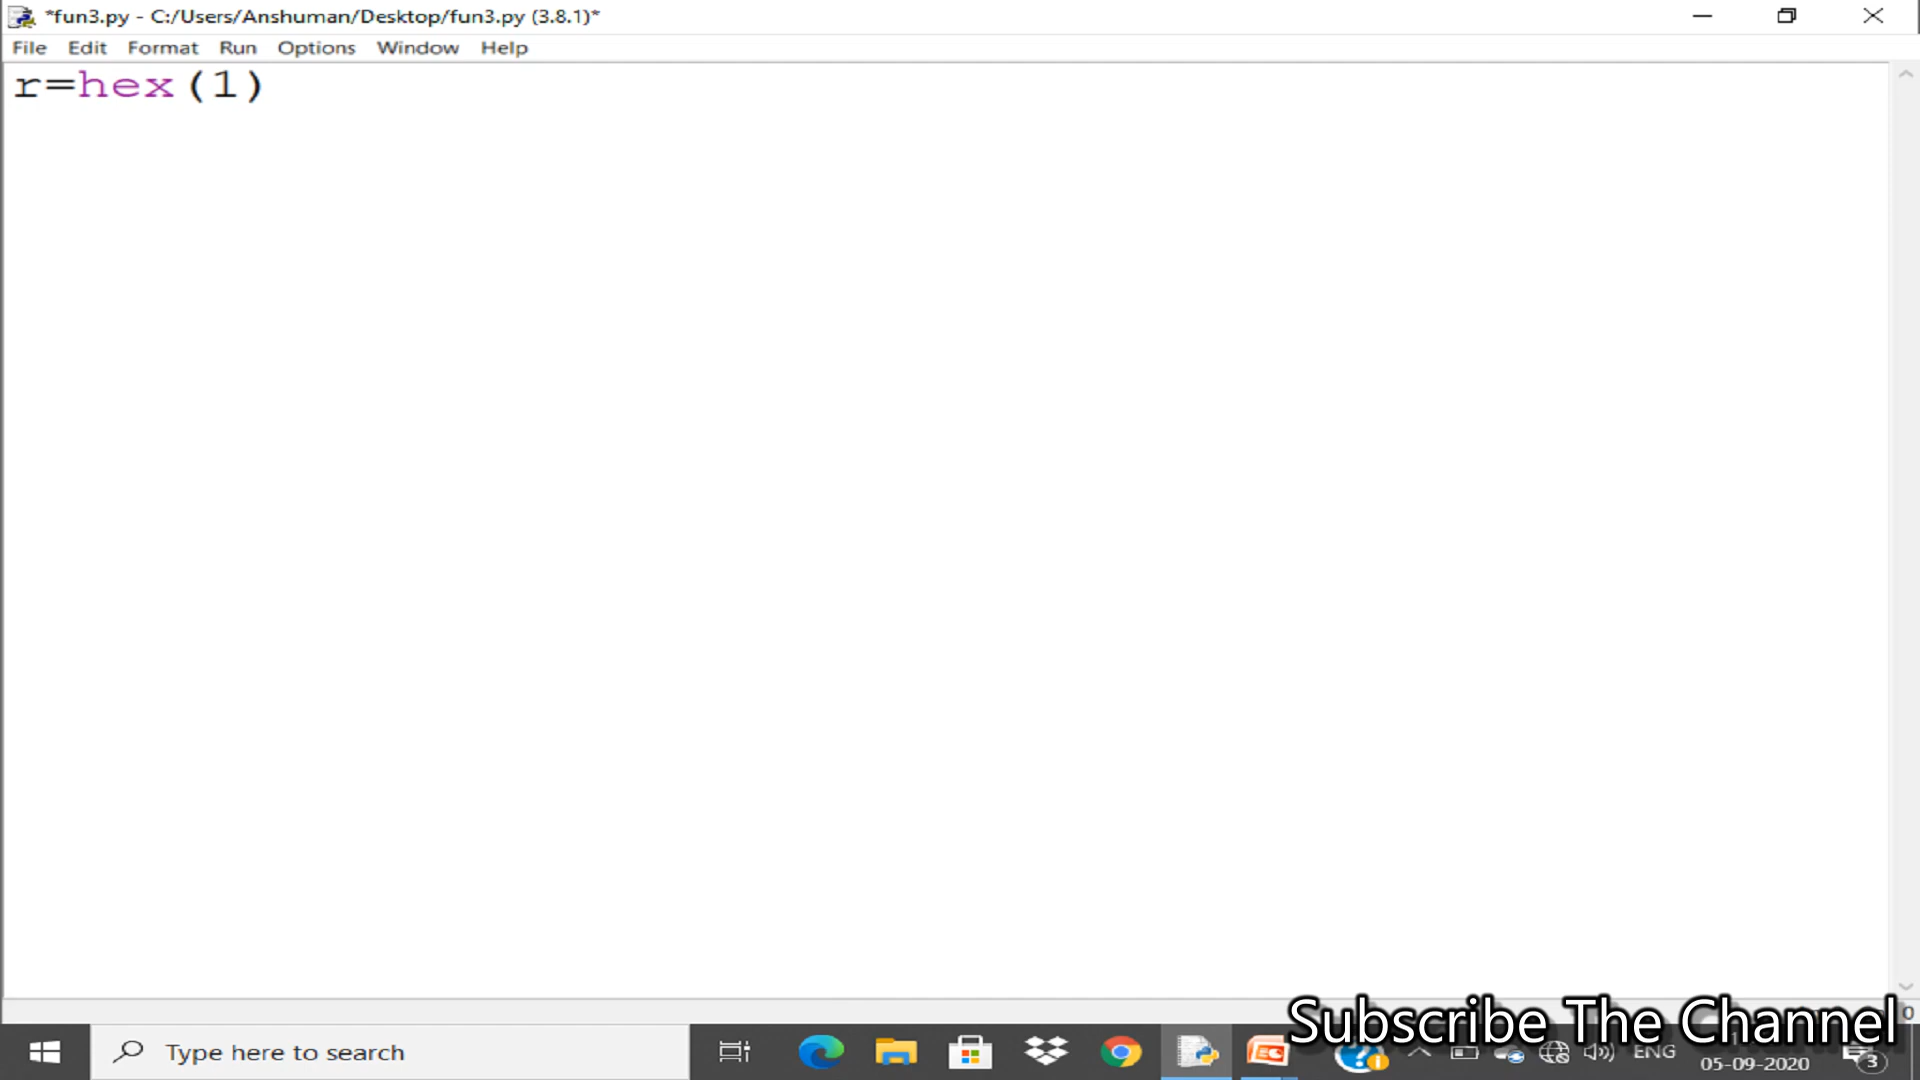 *fun3.py - C:/Users/Anshuman/Desktop/fun3.py (3.8.1)*
File Edit Format Run Options Window Help
r=hex(1)
Subscribe The Channel
Type here to search
ENG
05-09-2020
3